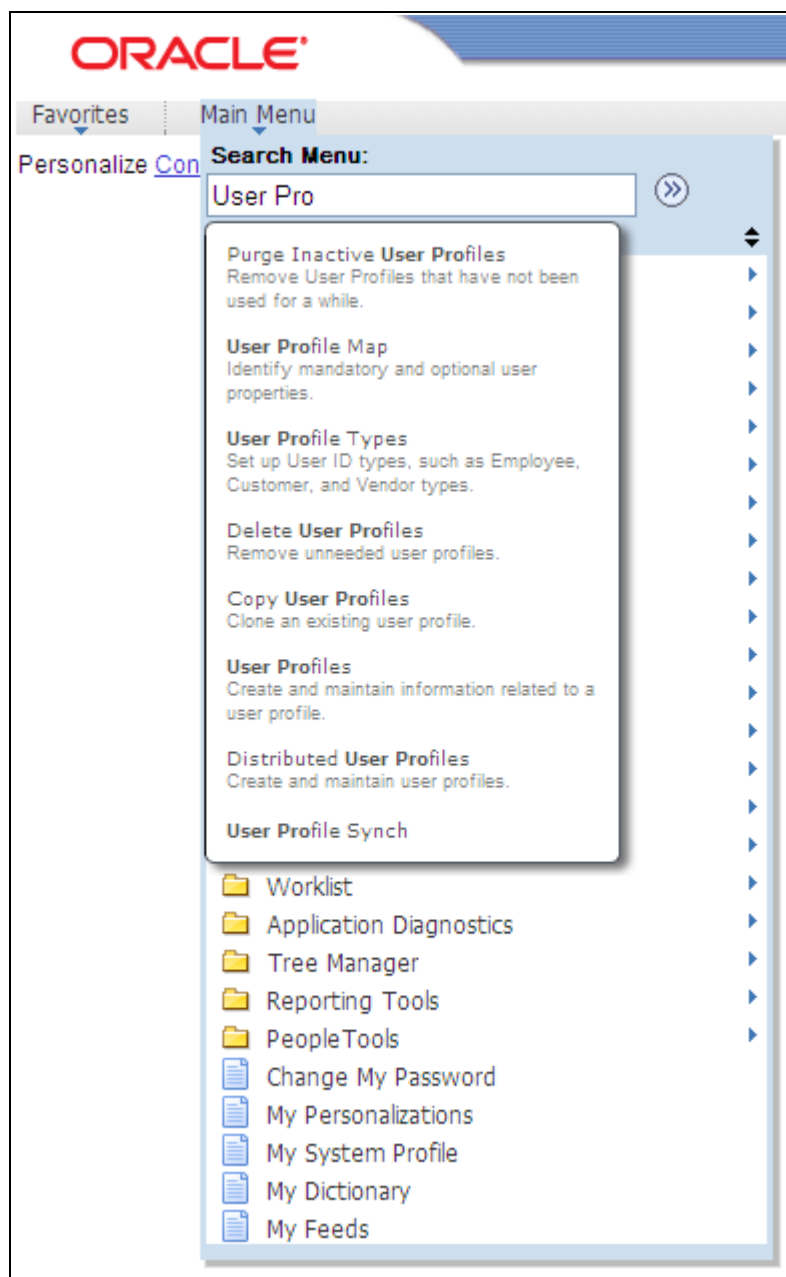 ORACLE
Favorites
Main Menu
Personalize Con
Search Menu:
User Pro
Purge Inactive User Profiles
Remove User Profiles that have not been
used for a while.
User Profile Map
Identify mandatory and optional user
properties.
User Profile Types
Set up User ID types, such as Employee,
Customer, and Vendor types.
Delete User Profiles
Remove unneeded user profiles.
Copy User Profiles
Clone an existing user profile.
User Profiles
Create and maintain information related to a
user profile.
Distributed User Profiles
Create and maintain user profiles.
User Profile Synch
Worklist
Application Diagnostics
Tree Manager
Reporting Tools
PeopleTools
Change My Password
My Personalizations
My System Profile
My Dictionary
My Feeds